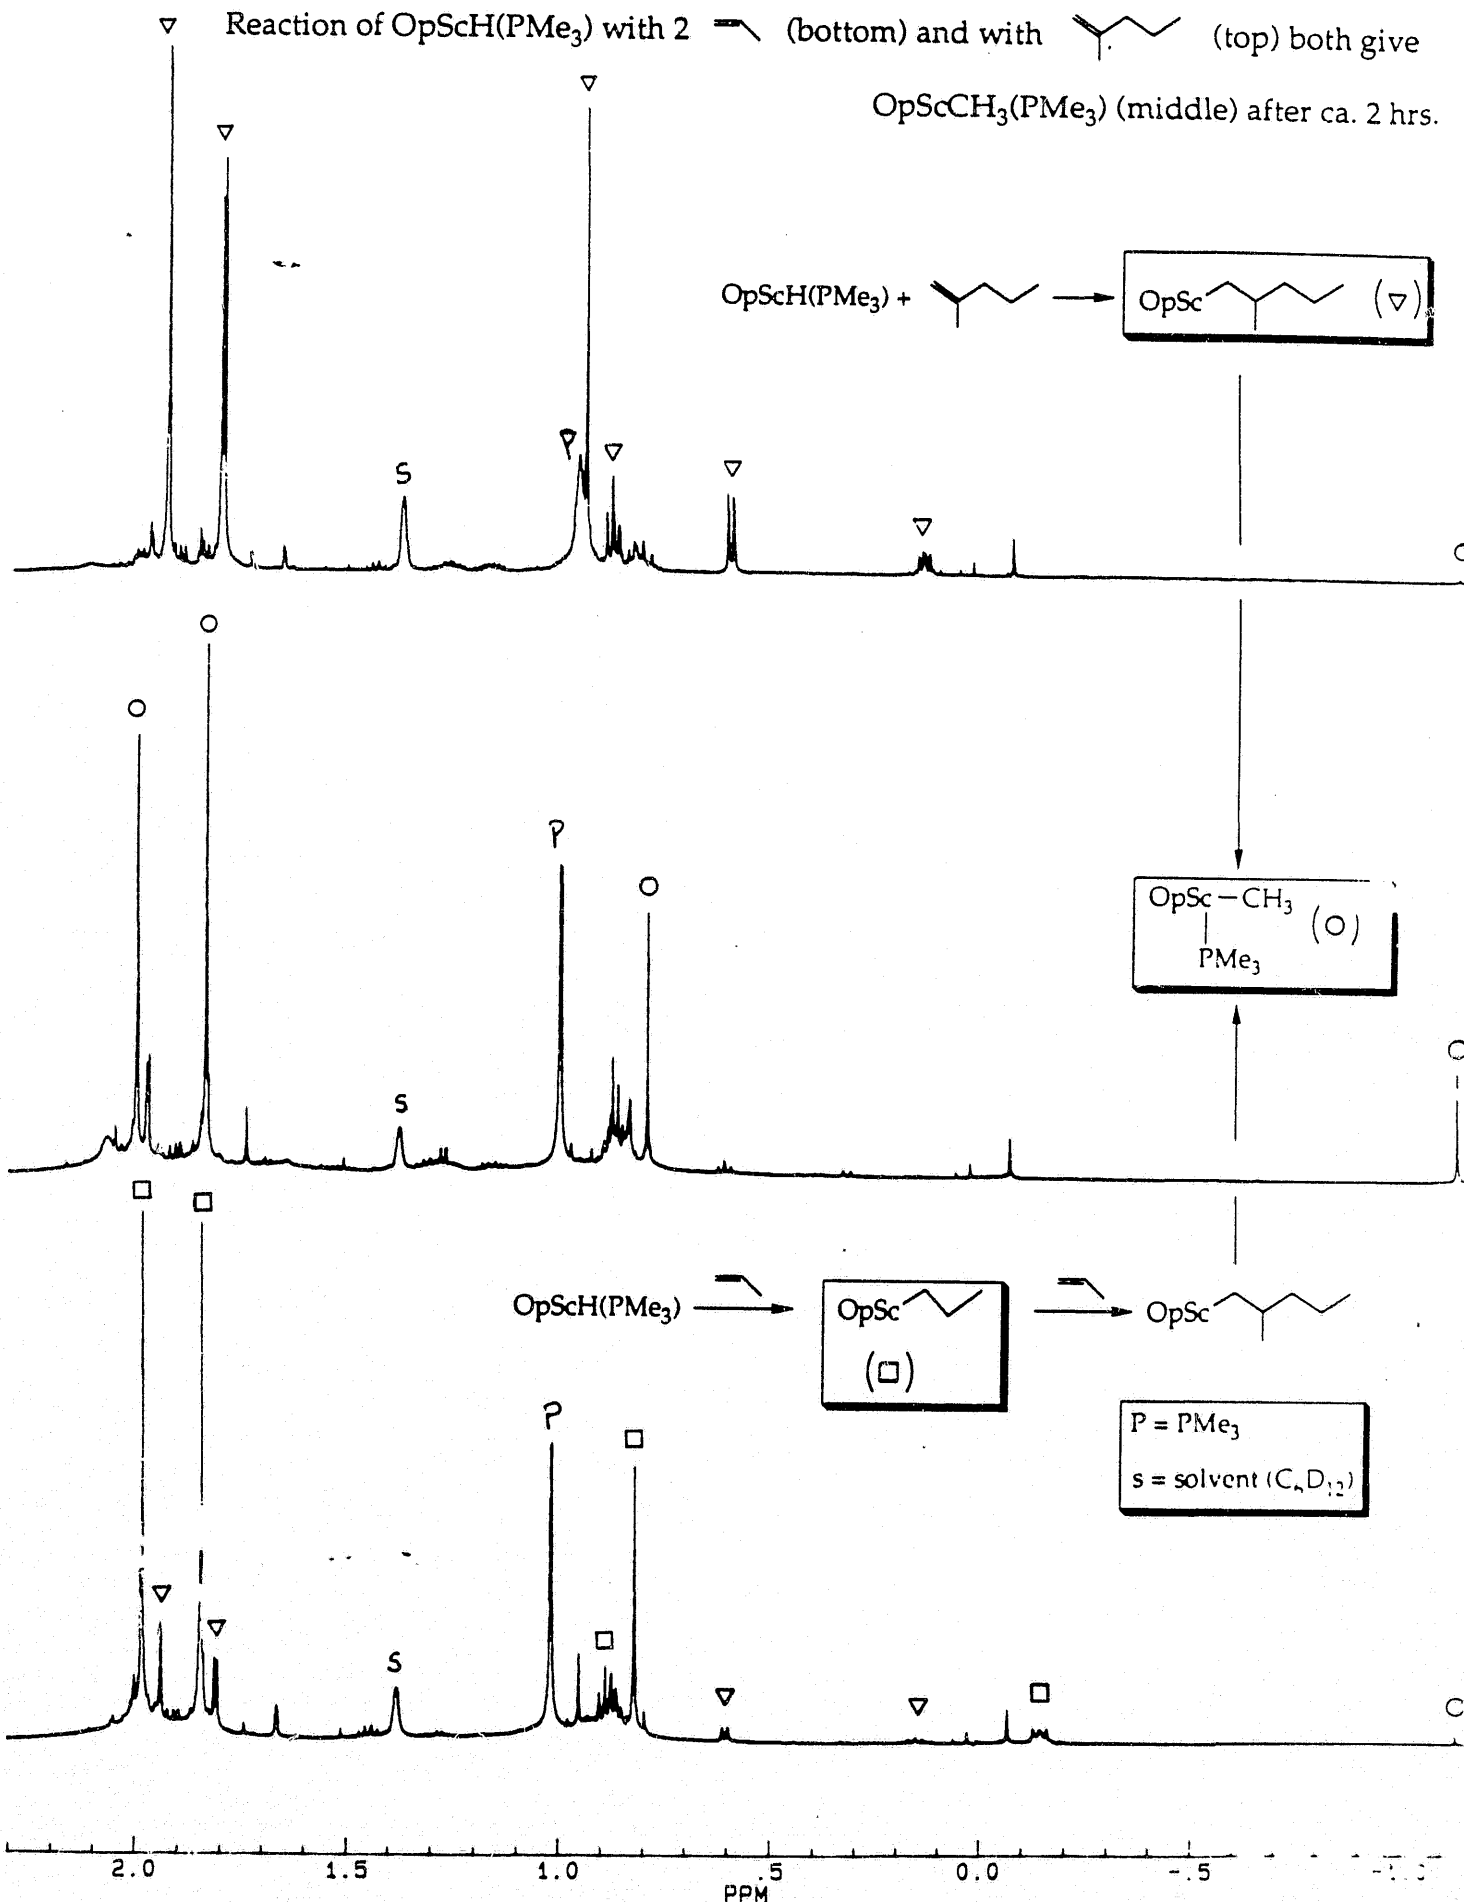 Reaction of OpScH(PMe₃) with 2 (bottom) and with (top) both give
OpScCH₃(PMe₃) (middle) after ca. 2 hrs.
OpScH(PMe₃) +
OpSc
(▽)
P
S
OpSc—CH₃
(O)
PMe₃
P
S
OpScH(PMe₃)
OpSc
(□)
OpSc
P = PMe₃
s = solvent
P
S
2.0 1.5 1.0 .5 0.0 -.5
PPM